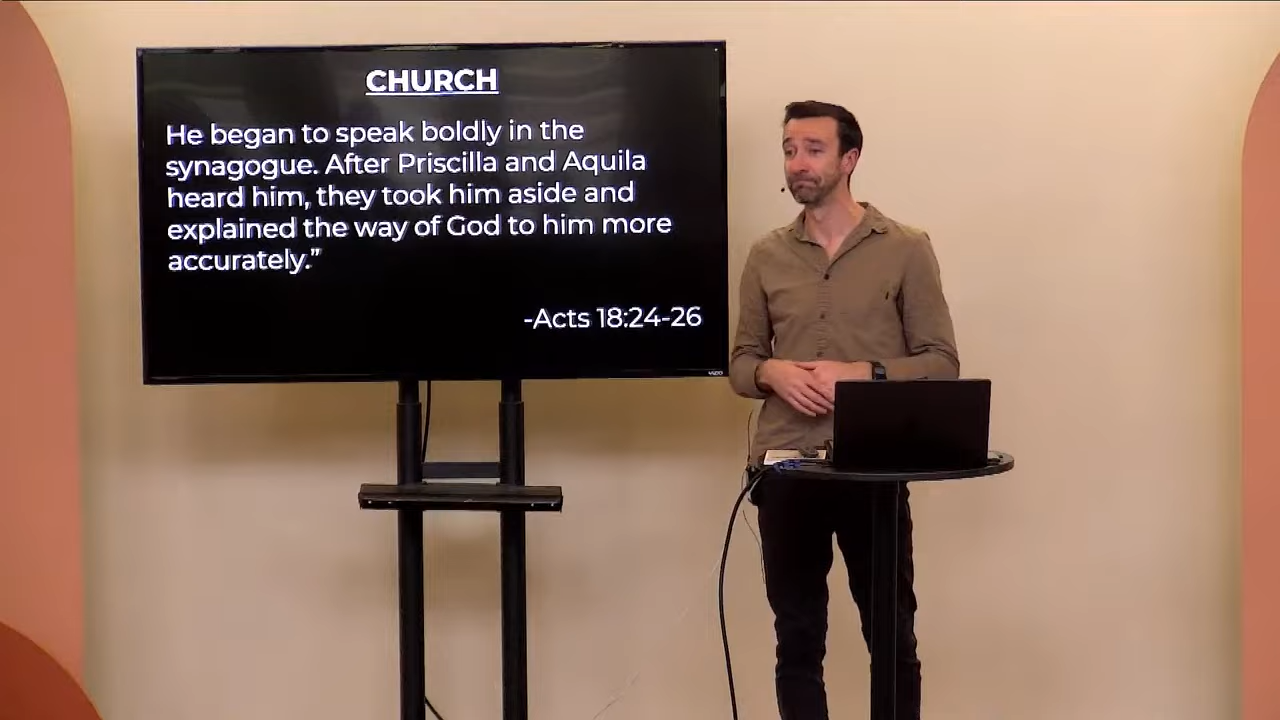 CHURCH
He began to speak boldly in the
synagogue. After Priscilla and Aquila
heard him, they took him aside and
explained the way of God to him more
accurately.”
-Acts 18:24-26
VIZIO